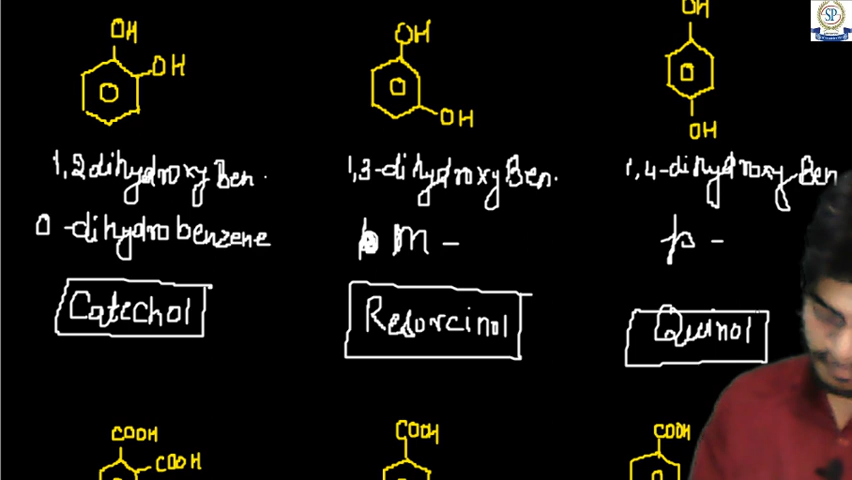 OH
OH
OH
OH
OH
OH
1,2 dihydroxy Ben.
1,3-dihydroxy Ben.
1,4-dihydroxy Ben
O-dihydrobenzene
m -
p -
Catechol
Resorcinol
Quinol
COOH
COOH
COOH
COOH
SP